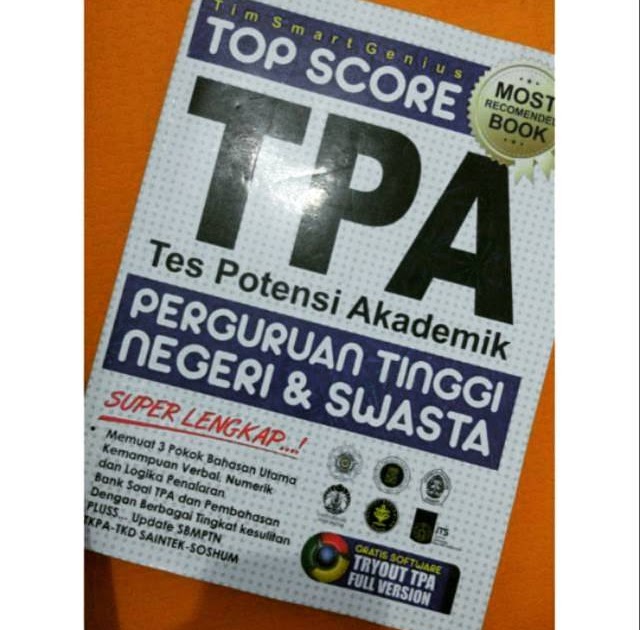 Tim Smart Genius
TOP SCORE
MOST
RECOMENDED
BOOK
TPA
Tes Potensi Akademik
PERGURUAN TINGGI
NEGERI & SWASTA
SUPER LENGKAP...!
• Memuat 3 Pokok Bahasan Utama
Kemampuan Verbal, Numerik
dan Logika Penalaran
Bank Soal TPA dan Pembahasan
Dengan Berbagai Tingkat kesulitan
PLUSS... Update SBMPTN
TKPA-TKD SAINTEK-SOSHUM
ITS
GRATIS SOFTWARE
TRYOUT TPA
FULL VERSION